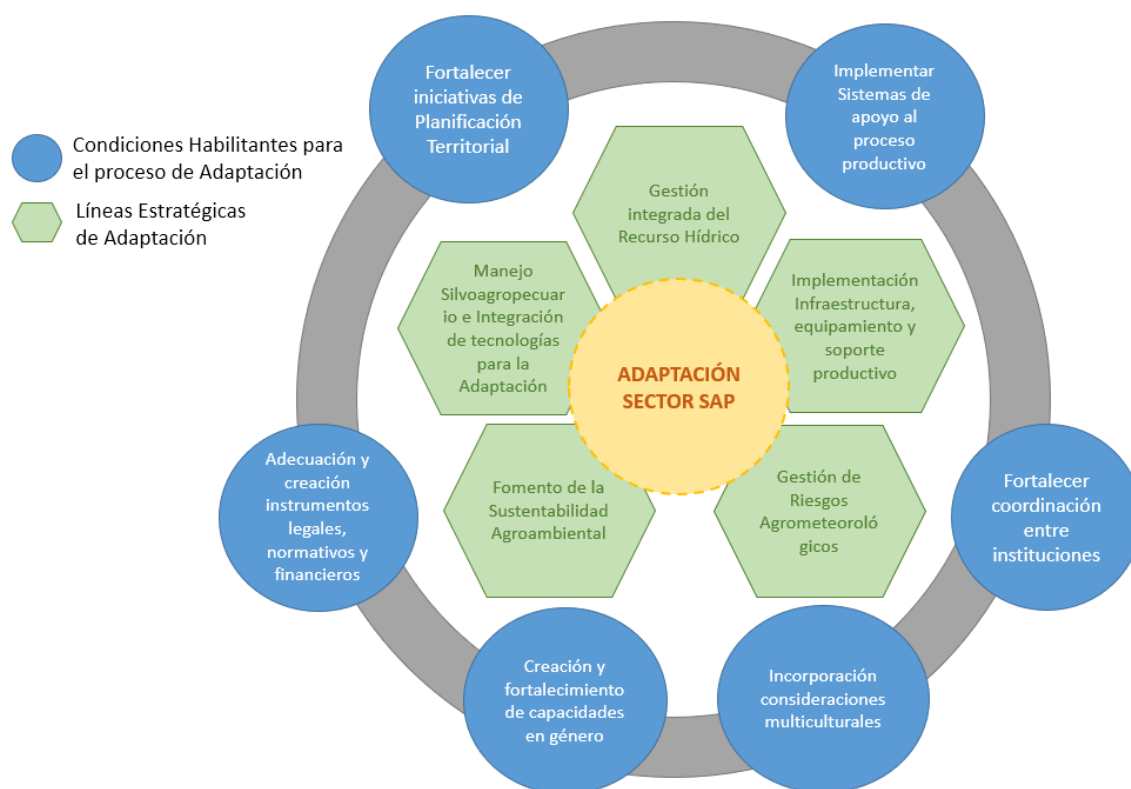 Condiciones Habilitantes para
el proceso de Adaptación
Líneas Estratégicas
de Adaptación
Fortalecer
iniciativas de
Planificación
Territorial
Implementar
Sistemas de
apoyo al
proceso
productivo
Gestión
integrada del
Recurso Hídrico
Manejo
Silvoagropecuar
io e Integración
de tecnologías
para la
Adaptación
Implementación
Infraestructura,
equipamiento y
soporte
productivo
ADAPTACIÓN
SECTOR SAP
Adecuación y
creación
instrumentos
legales,
normativos y
financieros
Fomento de la
Sustentabilidad
Agroambiental
Gestión de
Riesgos
Agrometeoroló
gicos
Fortalecer
coordinación
entre
instituciones
Creación y
fortalecimiento
de capacidades
en género
Incorporación
consideraciones
multiculturales